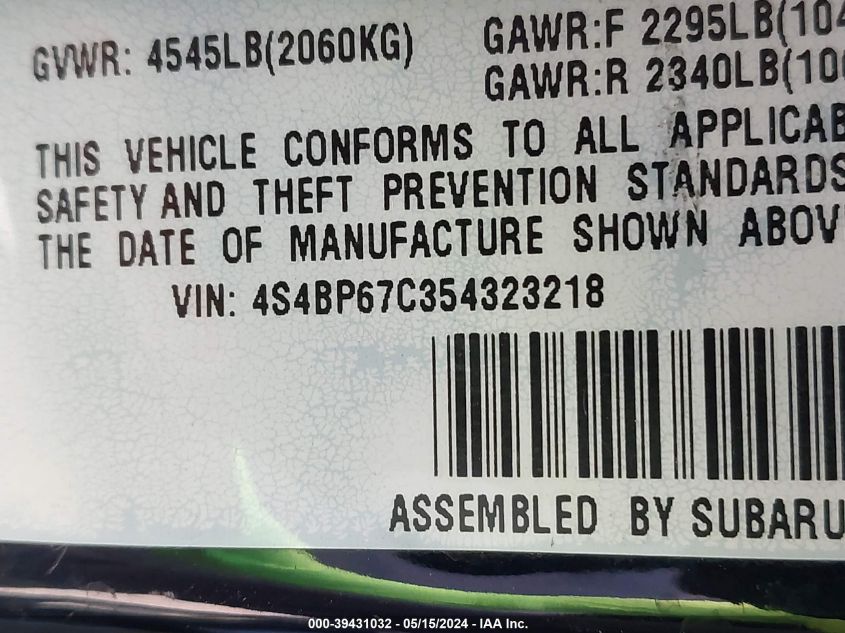 GVWR: 4545LB(2060KG) GAWR:F 2295LB(104
GAWR:R 2340LB(10
THIS VEHICLE CONFORMS TO ALL APPLICAB
SAFETY AND THEFT PREVENTION STANDARDS
THE DATE OF MANUFACTURE SHOWN ABOV
VIN: 4S4BP67C354323218
ASSEMBLED BY SUBARU
000-39431032 - 05/15/2024 - IAA Inc.